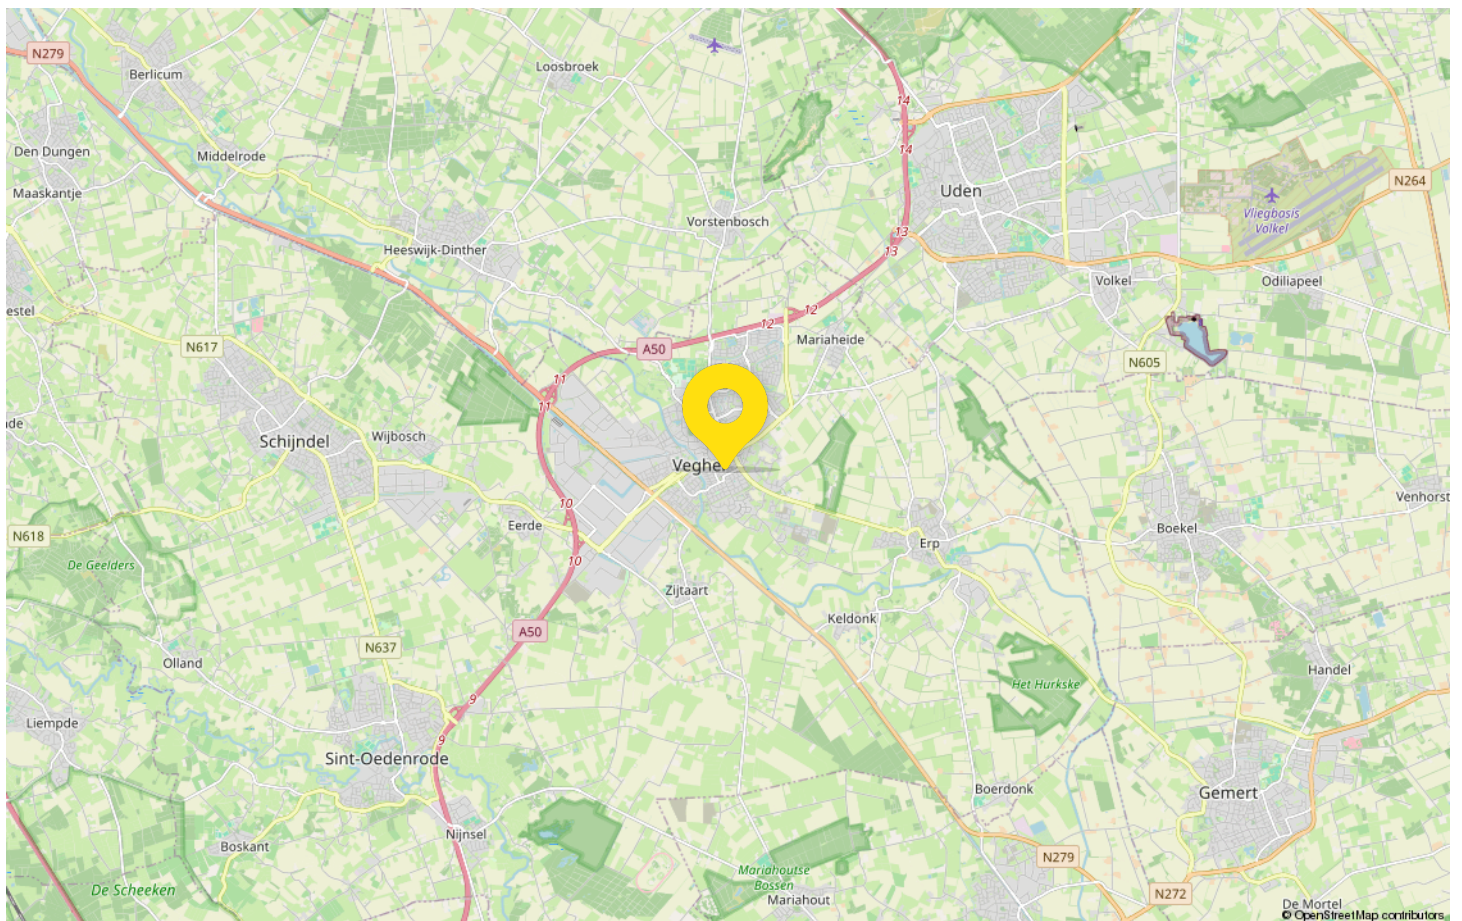 N279
Berlicum
Loosbroek
14
Den Dungen
Middelrode
14
Maaskantje
Uden
N264
Vliegbasis
Volkel
Vorstenbosch
13
13
Heeswijk-Dinther
Volkel
Odiliapeel
estel
12
12
N617
A50
Mariaheide
N605
11
11
de
Schijndel
Wijbosch
Veghe
Venhorst
10
Eerde
Boekel
N618
Erp
10
De Geelders
Zijtaart
Keldonk
A50
N637
Olland
Handel
Het Hurkske
9
Liempde
9
Sint-Oedenrode
Boerdonk
Gemert
Nijnsel
Boskant
N279
Mariahoutse
Bossen
De Scheeken
N272
Mariahout
De Mortel
© OpenStreetMap contributors